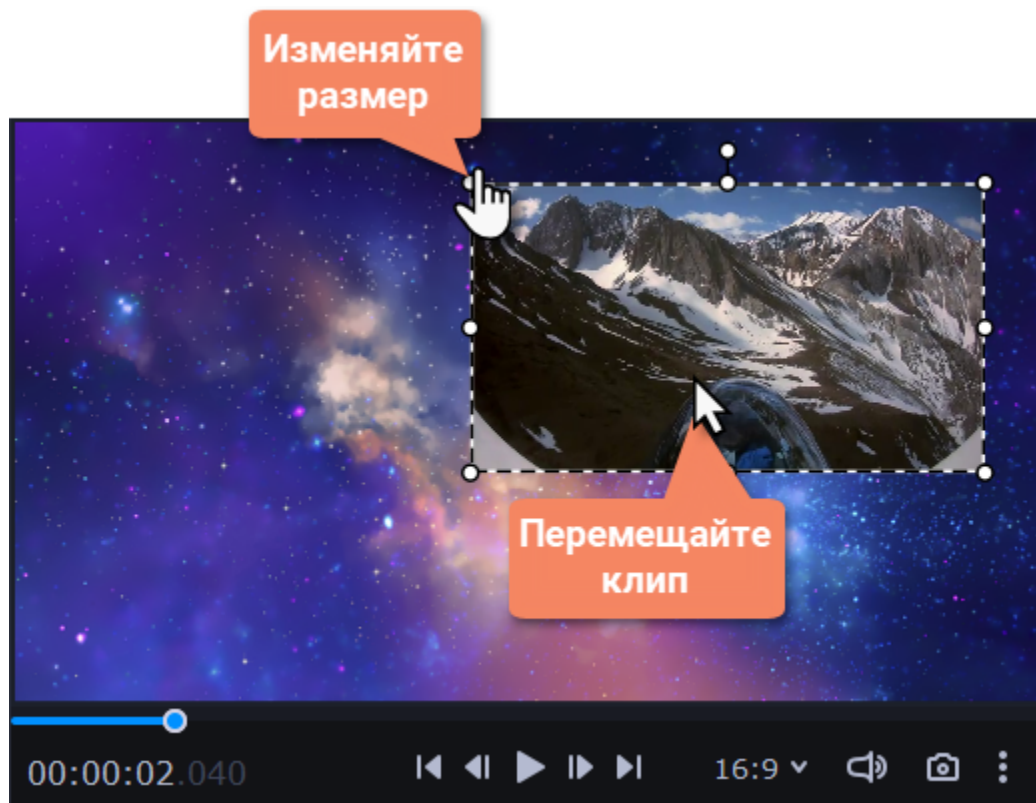 Изменяйте
размер
Перемещайте
клип
00:00:02.040
16:9